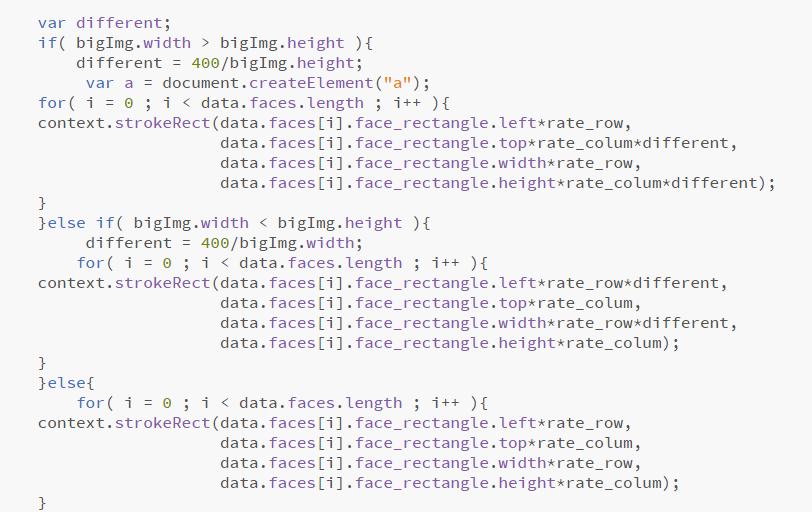 var different;
if( bigImg.width > bigImg.height ){
    different = 400/bigImg.height;
     var a = document.createElement("a");
for( i = 0 ; i < data.faces.length ; i++ ){
context.strokeRect(data.faces[i].face_rectangle.left*rate_row,
                   data.faces[i].face_rectangle.top*rate_colum*different,
                   data.faces[i].face_rectangle.width*rate_row,
                   data.faces[i].face_rectangle.height*rate_colum*different);
}
}else if( bigImg.width < bigImg.height ){
     different = 400/bigImg.width;
    for( i = 0 ; i < data.faces.length ; i++ ){
context.strokeRect(data.faces[i].face_rectangle.left*rate_row*different,
                   data.faces[i].face_rectangle.top*rate_colum,
                   data.faces[i].face_rectangle.width*rate_row*different,
                   data.faces[i].face_rectangle.height*rate_colum);
}
}else{
    for( i = 0 ; i < data.faces.length ; i++ ){
context.strokeRect(data.faces[i].face_rectangle.left*rate_row,
                   data.faces[i].face_rectangle.top*rate_colum,
                   data.faces[i].face_rectangle.width*rate_row,
                   data.faces[i].face_rectangle.height*rate_colum);
}